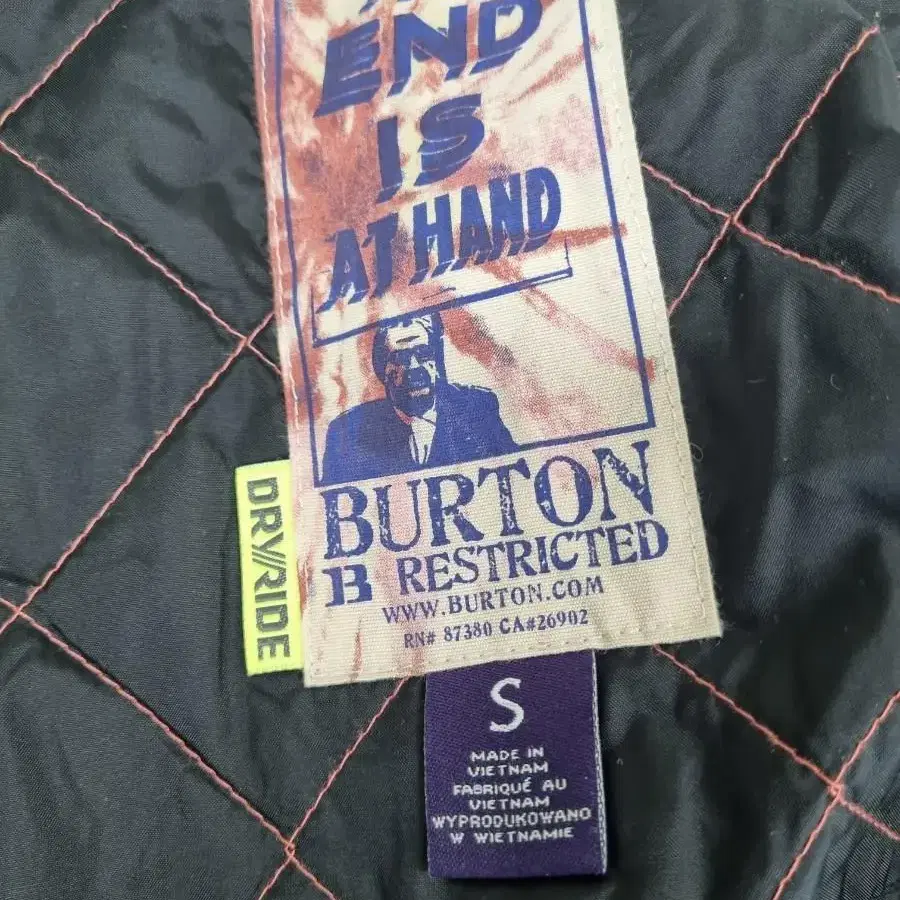 END
IS
AT HAND
BURTON
B RESTRICTED
WWW.BURTON.COM
RN# 87380 CA#26902
DRY///RIDE
S
MADE IN
VIETNAM
FABRIQUÉ AU
VIETNAM
WYPRODUKOWANO
W WIETNAMIE